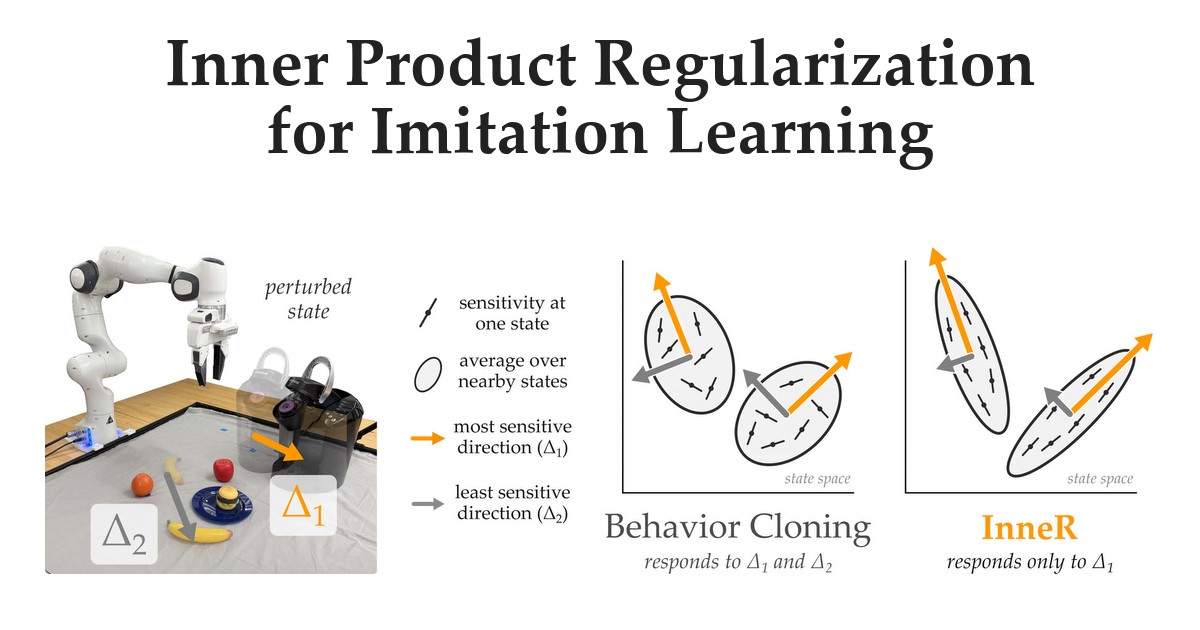 Inner Product Regularization
for Imitation Learning
perturbed
state
Δ₂
Δ₁
sensitivity at
one state
average over
nearby states
most sensitive
direction (Δ₁)
least sensitive
direction (Δ₂)
state space
Behavior Cloning
responds to Δ₁ and Δ₂
state space
InneR
responds only to Δ₁